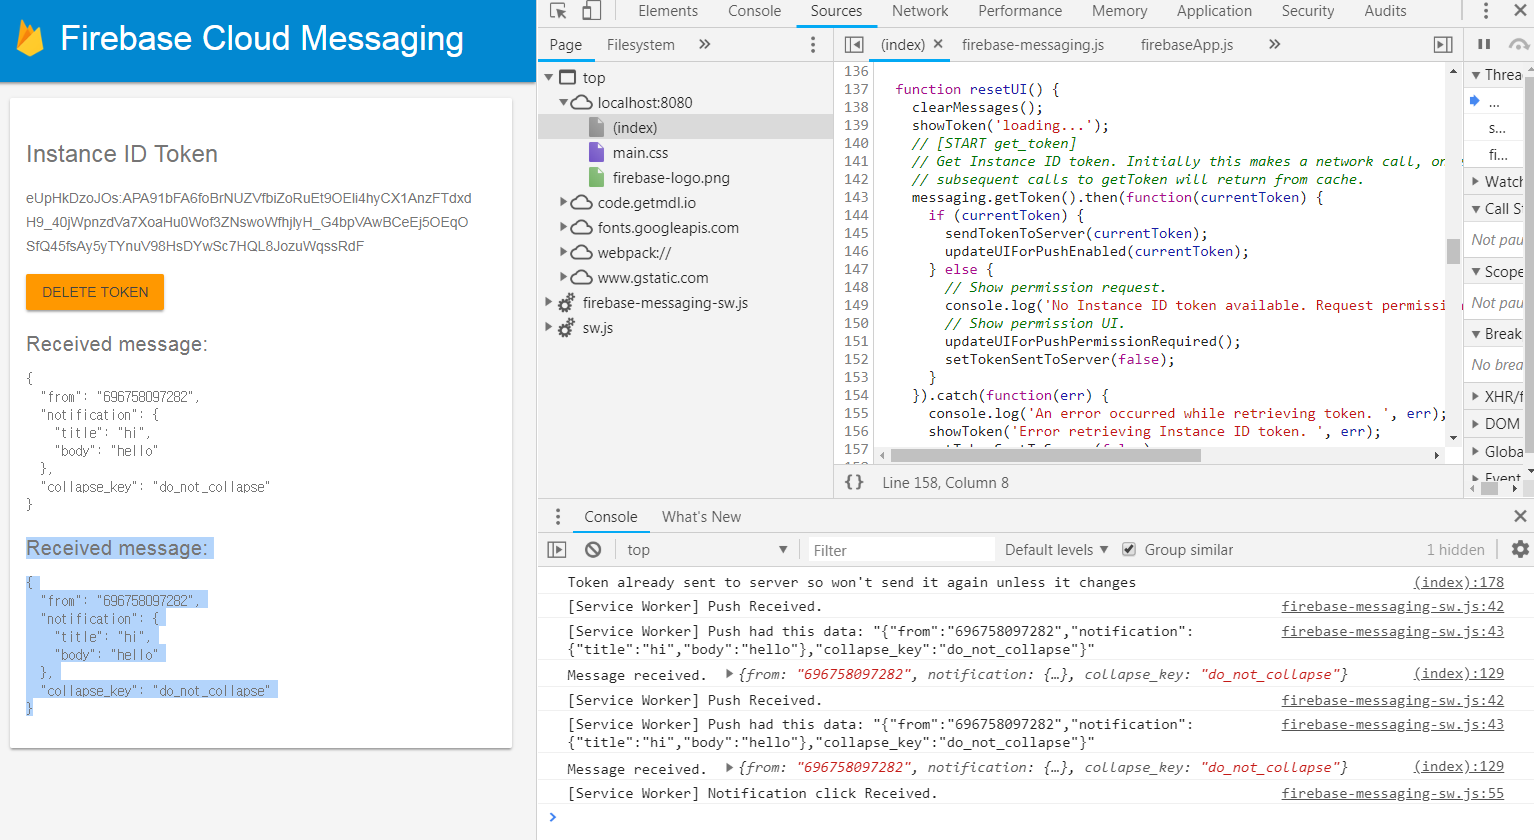 Firebase Cloud Messaging
Instance ID Token
eUpHkDzoJOs:APA91bFA6foBrNUZVfbiZoRuEt9OEIi4hyCX1AnzFTdxd
H9_40jWpnzdVa7XoaHu0Wof3ZNswoWfhjlyH_G4bpVAwBCeEj5OEqO
SfQ45fsAy5yTYnuV98HsDYwSc7HQL8JozuWqssRdF
DELETE TOKEN
Received message:
{
"from": "696758097282",
"notification": {
"title": "hi",
"body": "hello"
},
"collapse_key": "do_not_collapse"
}
Received message:
{
"from": "696758097282",
"notification": {
"title": "hi",
"body": "hello"
},
"collapse_key": "do_not_collapse"
}
Elements Console Sources Network Performance Memory Application Security Audits
Page Filesystem »
top
localhost:8080
(index)
main.css
firebase-logo.png
code.getmdl.io
fonts.googleapis.com
webpack://
www.gstatic.com
firebase-messaging-sw.js
sw.js
(index) × firebase-messaging.js firebaseApp.js »
136
137 function resetUI() {
138 clearMessages();
139 showToken('loading...');
140 // [START get_token]
141 // Get Instance ID token. Initially this makes a network call, on
142 // subsequent calls to getToken will return from cache.
143 messaging.getToken().then(function(currentToken) {
144 if (currentToken) {
145 sendTokenToServer(currentToken);
146 updateUIForPushEnabled(currentToken);
147 } else {
148 // Show permission request.
149 console.log('No Instance ID token available. Request permissio
150 // Show permission UI.
151 updateUIForPushPermissionRequired();
152 setTokenSentToServer(false);
153 }
154 }).catch(function(err) {
155 console.log('An error occurred while retrieving token. ', err);
156 showToken('Error retrieving Instance ID token. ', err);
157
{} Line 158, Column 8
Threa
...
s...
fi...
Watch
Call St
Not pau
Scope
Not pau
Break
No brea
XHR/f
DOM
Globa
Event
Console What's New
top Filter Default levels Group similar 1 hidden
Token already sent to server so won't send it again unless it changes (index):178
[Service Worker] Push Received. firebase-messaging-sw.js:42
[Service Worker] Push had this data: "{"from":"696758097282","notification": firebase-messaging-sw.js:43
{"title":"hi","body":"hello"},"collapse_key":"do_not_collapse"}"
Message received. {from: "696758097282", notification: {…}, collapse_key: "do_not_collapse"} (index):129
[Service Worker] Push Received. firebase-messaging-sw.js:42
[Service Worker] Push had this data: "{"from":"696758097282","notification": firebase-messaging-sw.js:43
{"title":"hi","body":"hello"},"collapse_key":"do_not_collapse"}"
Message received. {from: "696758097282", notification: {…}, collapse_key: "do_not_collapse"} (index):129
[Service Worker] Notification click Received. firebase-messaging-sw.js:55